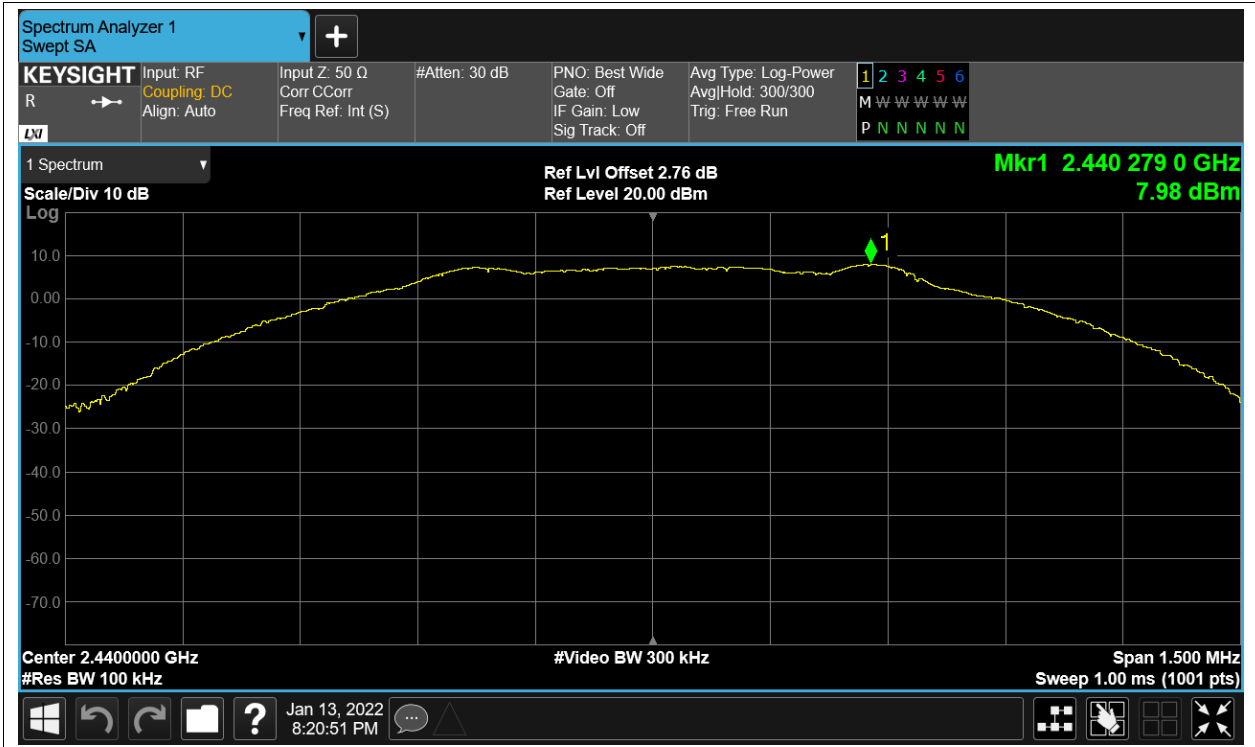 Spectrum Analyzer 1
Swept SA
KEYSIGHT
R
LXI
Input: RF
Coupling: DC
Align: Auto
Input Z: 50 Ω
Corr CCorr
Freq Ref: Int (S)
#Atten: 30 dB
PNO: Best Wide
Gate: Off
IF Gain: Low
Sig Track: Off
Avg Type: Log-Power
Avg|Hold: 300/300
Trig: Free Run
1 2 3 4 5 6
M W W W W W
P N N N N N
1 Spectrum
Scale/Div 10 dB
Log
Ref Lvl Offset 2.76 dB
Ref Level 20.00 dBm
Mkr1 2.440 279 0 GHz
7.98 dBm
1
10.0
0.00
-10.0
-20.0
-30.0
-40.0
-50.0
-60.0
-70.0
Center 2.4400000 GHz
#Video BW 300 kHz
Span 1.500 MHz
#Res BW 100 kHz
Sweep 1.00 ms (1001 pts)
?
Jan 13, 2022
8:20:51 PM